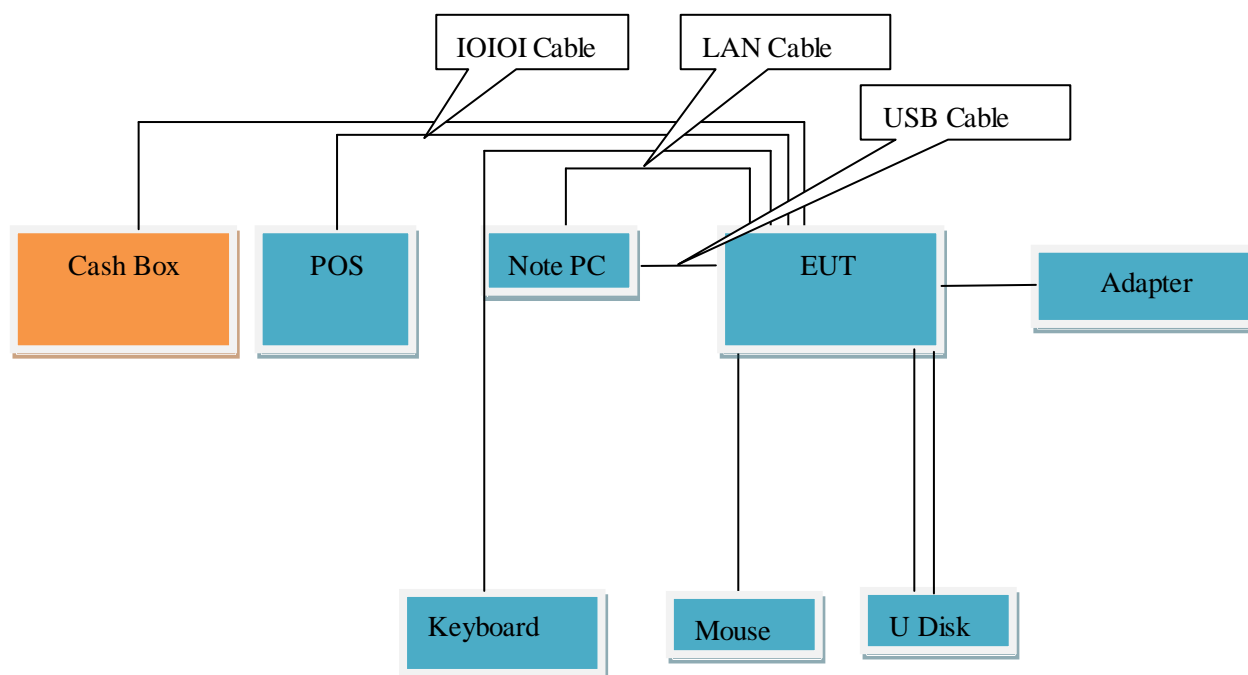 IOIOI Cable
LAN Cable
USB Cable
Cash Box
POS
Note PC
EUT
Adapter
Keyboard
Mouse
U Disk